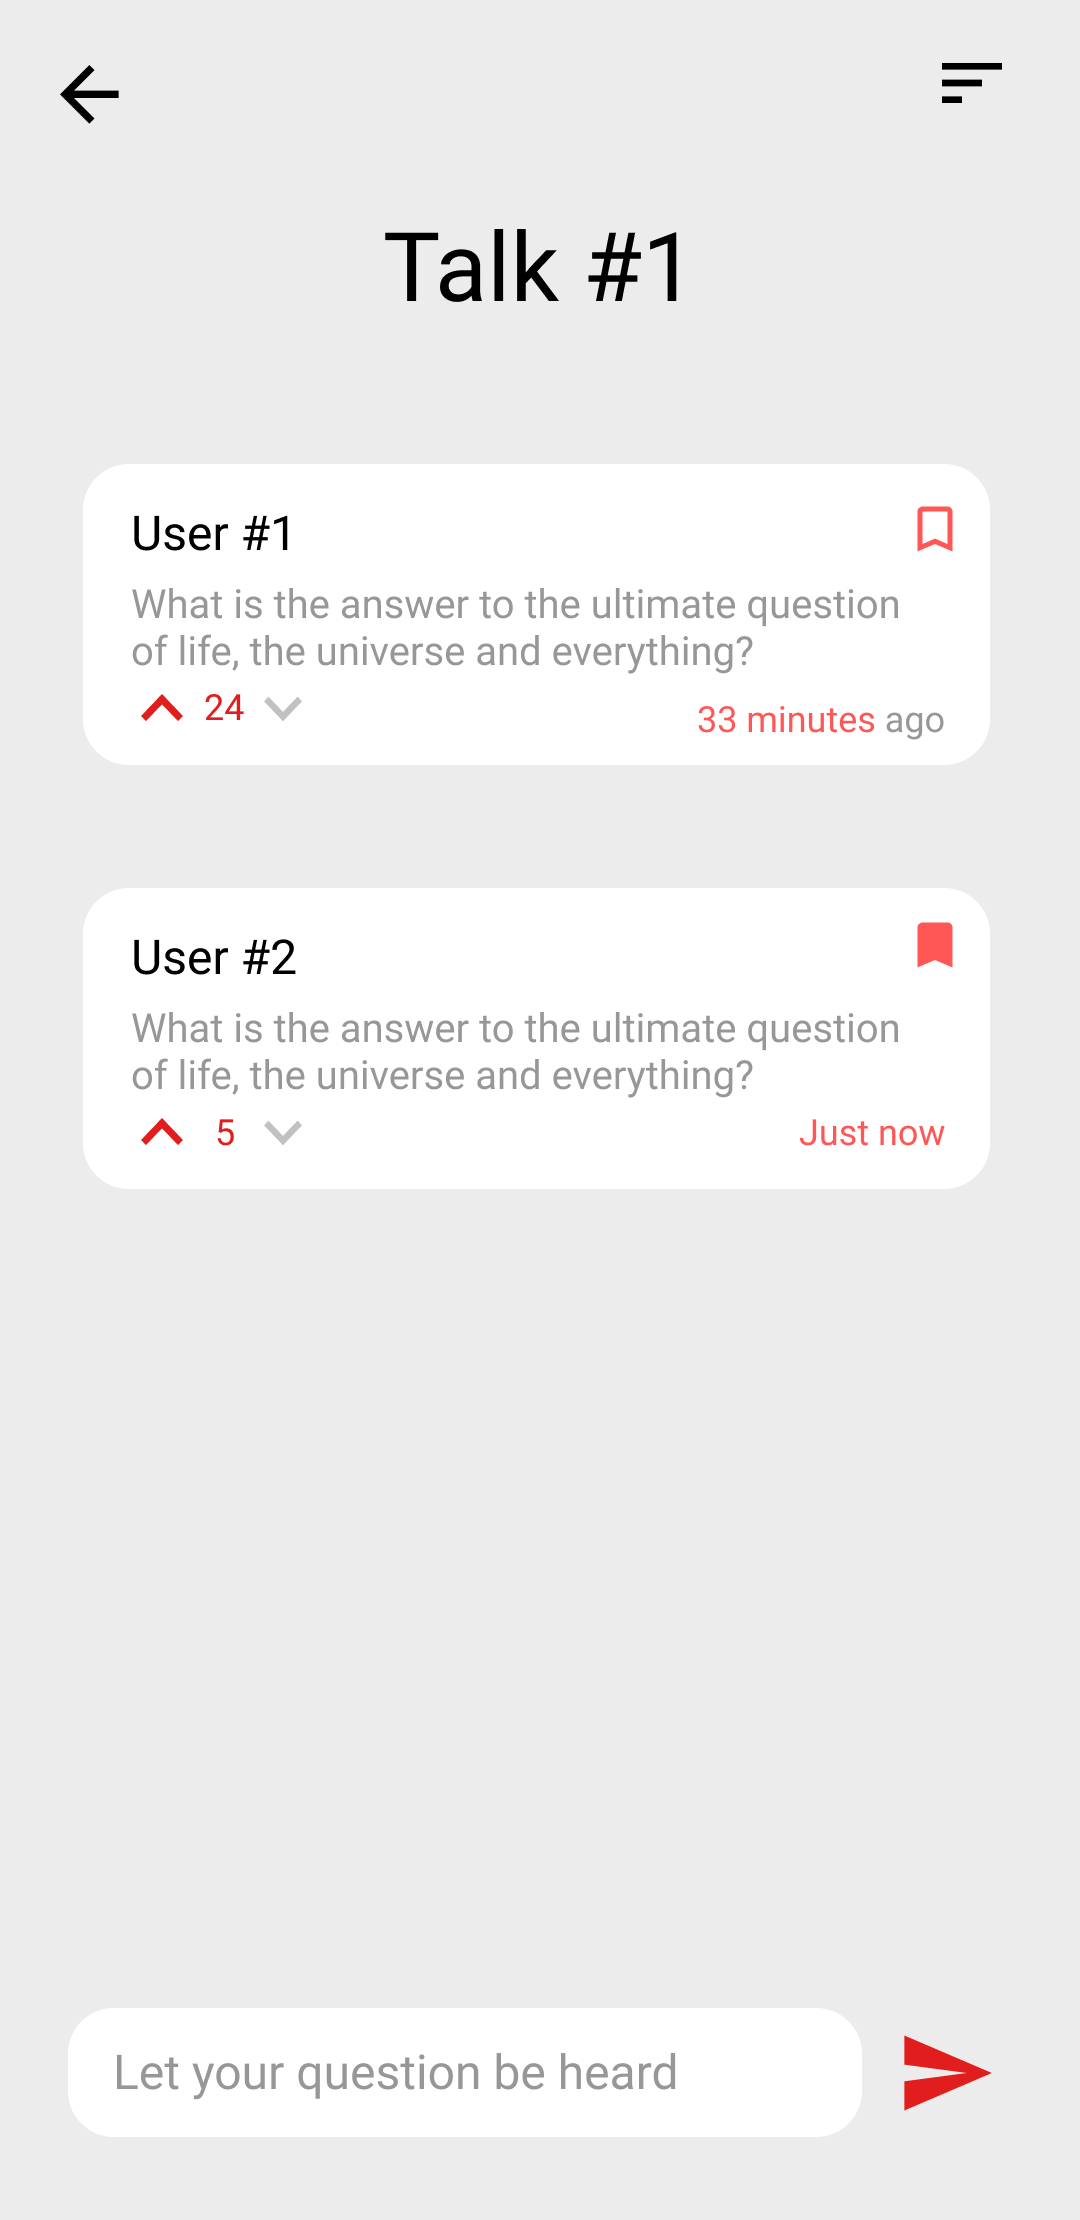 Talk #1
User #1
What is the answer to the ultimate question
of life, the universe and everything?
24
33 minutes ago
User #2
What is the answer to the ultimate question
of life, the universe and everything?
5
Just now
Let your question be heard